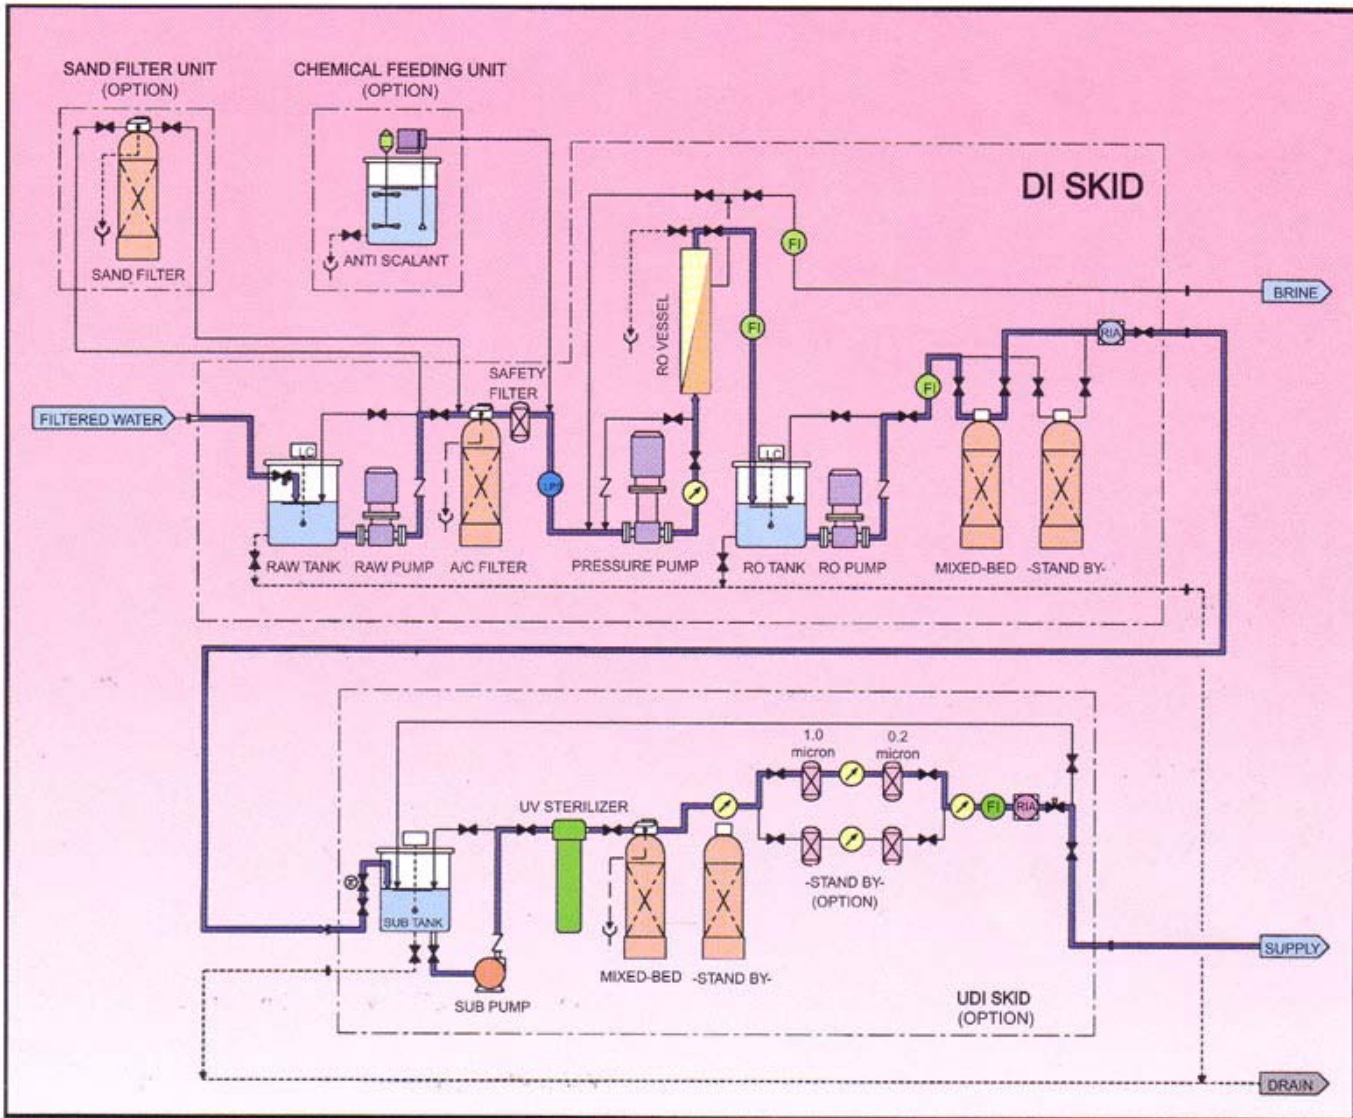 SAND FILTER UNIT
(OPTION)
CHEMICAL FEEDING UNIT
(OPTION)
DI SKID
SAND FILTER
ANTI SCALANT
FI
BRINE
RO VESSEL
FI
RIA
SAFETY
FILTER
FI
FILTERED WATER
LC
LC
LPS
RAW TANK
RAW PUMP
A/C FILTER
PRESSURE PUMP
RO TANK
RO PUMP
MIXED-BED
-STAND BY-
1.0
micron
0.2
micron
UV STERILIZER
FI
RIA
-STAND BY-
(OPTION)
SUB TANK
SUPPLY
MIXED-BED
-STAND BY-
SUB PUMP
UDI SKID
(OPTION)
DRAIN